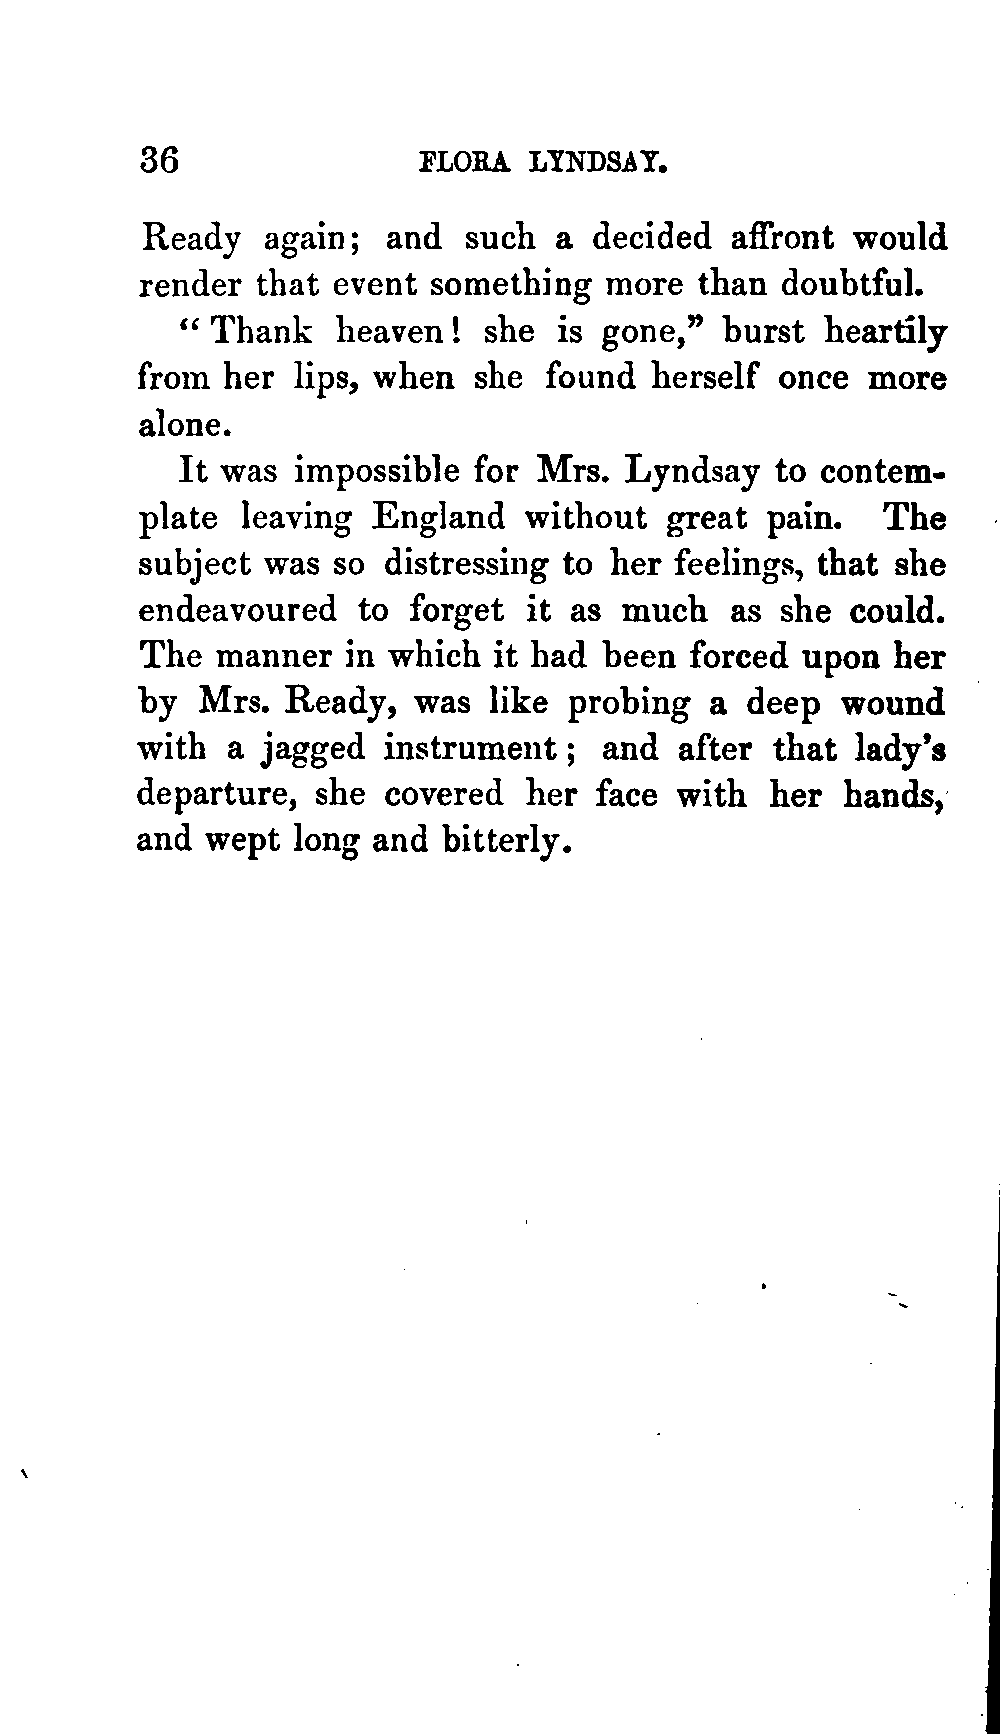 36 FLORA LYNDSAY.
Ready again; and such a decided affront would
render that event something more than doubtful.
“Thank heaven! she is gone,” burst heartily
from her lips, when she found herself once more
alone.
It was impossible for Mrs. Lyndsay to contem-
plate leaving England without great pain. The
subject was so distressing to her feelings, that she
endeavoured to forget it as much as she could.
The manner in which it had been forced upon her
by Mrs. Ready, was like probing a deep wound
with a jagged instrument; and after that lady’s
departure, she covered her face with her hands,
and wept long and bitterly.